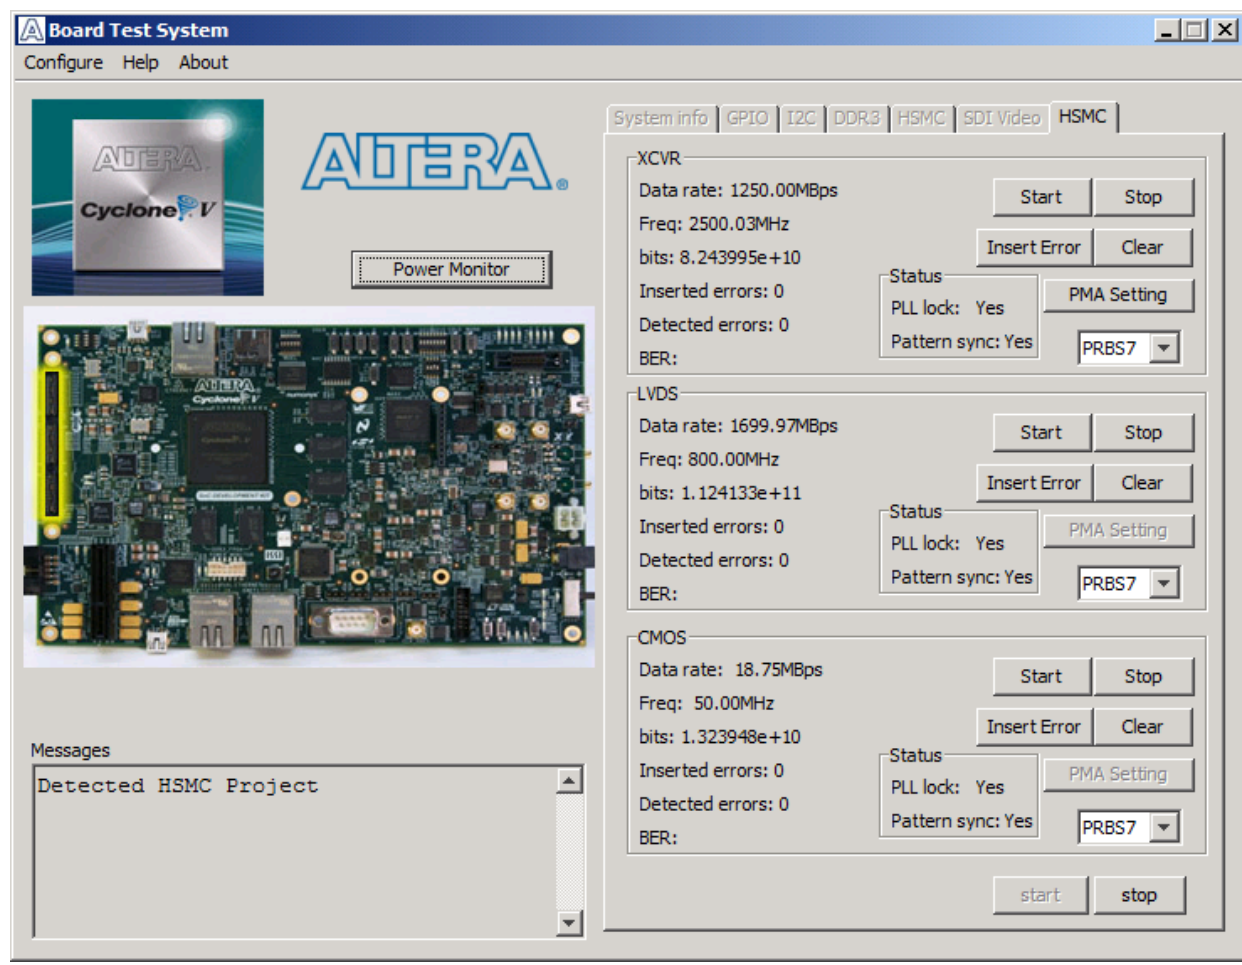 Board Test System
Configure Help About
ALTERA.
Cyclone V
ALTERA®
Power Monitor
ALTERA
Cyclone V
SoC DEVELOPMENT KIT
ISSI
Messages
Detected HSMC Project
System info GPIO I2C DDR3 HSMC SDI Video HSMC
XCVR
Data rate: 1250.00MBps
Start Stop
Freq: 2500.03MHz
Insert Error Clear
bits: 8.243995e+10
Status
Inserted errors: 0
PLL lock: Yes
PMA Setting
Detected errors: 0
Pattern sync: Yes
PRBS7
BER:
LVDS
Data rate: 1699.97MBps
Start Stop
Freq: 800.00MHz
Insert Error Clear
bits: 1.124133e+11
Status
Inserted errors: 0
PLL lock: Yes
PMA Setting
Detected errors: 0
Pattern sync: Yes
PRBS7
BER:
CMOS
Data rate: 18.75MBps
Start Stop
Freq: 50.00MHz
Insert Error Clear
bits: 1.323948e+10
Status
Inserted errors: 0
PLL lock: Yes
PMA Setting
Detected errors: 0
Pattern sync: Yes
PRBS7
BER:
start stop